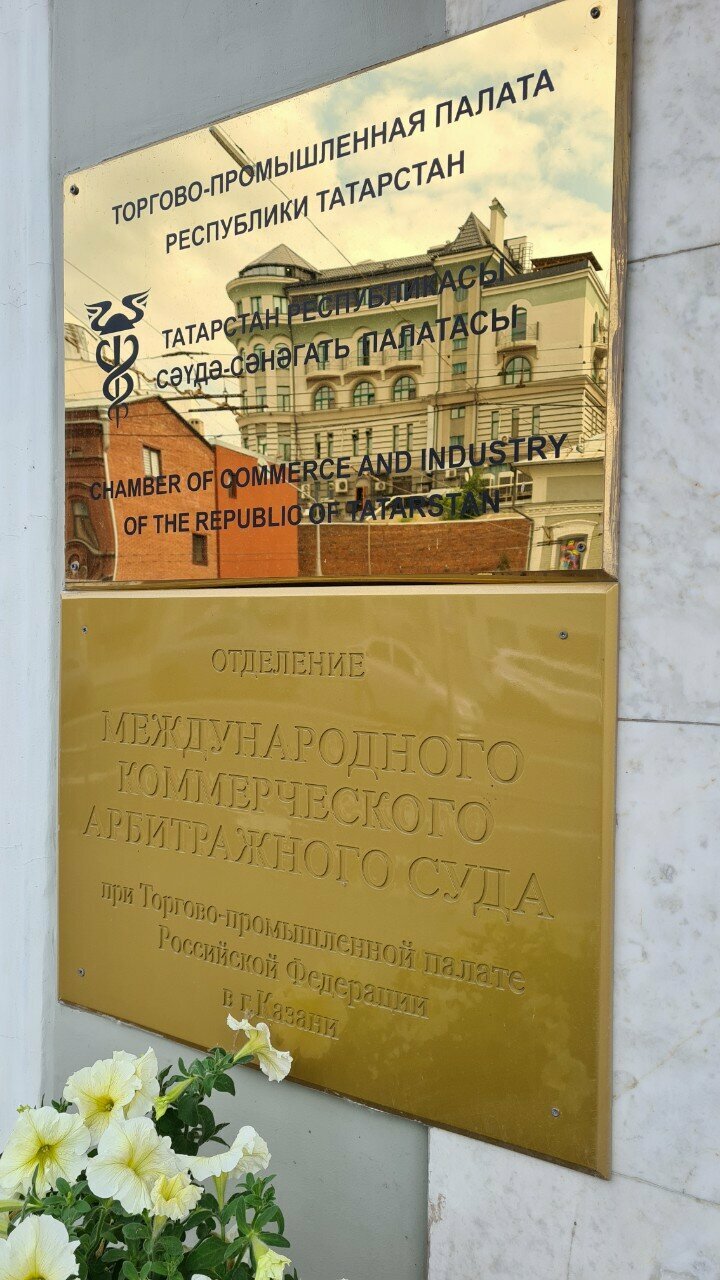 ТОРГОВО-ПРОМЫШЛЕННАЯ ПАЛАТА
РЕСПУБЛИКИ ТАТАРСТАН
ТАТАРСТАН РЕСПУБЛИКАСЫ
СӘУДӘ-СӘНӘГАТЬ ПАЛАТАСЫ
CHAMBER OF COMMERCE AND INDUSTRY
OF THE REPUBLIC OF TATARSTAN
ОТДЕЛЕНИЕ
МЕЖДУНАРОДНОГО
КОММЕРЧЕСКОГО
АРБИТРАЖНОГО СУДА
при Торгово-промышленной палате
Российской Федерации
в г.Казани